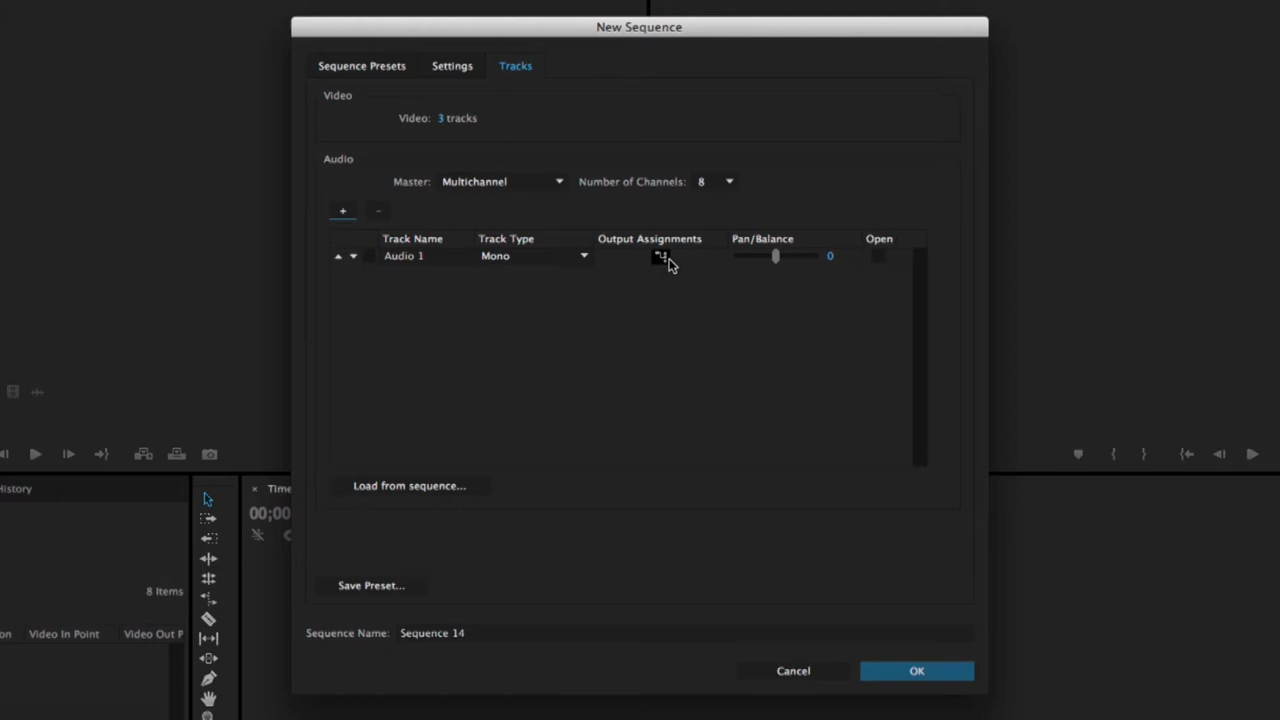 New Sequence
Sequence Presets Settings Tracks
Video
Video: 3 tracks
Audio
Master: Multichannel Number of Channels: 8
+ -
Track Name Track Type Output Assignments Pan/Balance Open
Audio 1 Mono 0
Load from sequence...
History
× Time
00;00
Save Preset...
8 Items
Video In Point Video Out P
Sequence Name: Sequence 14
Cancel OK